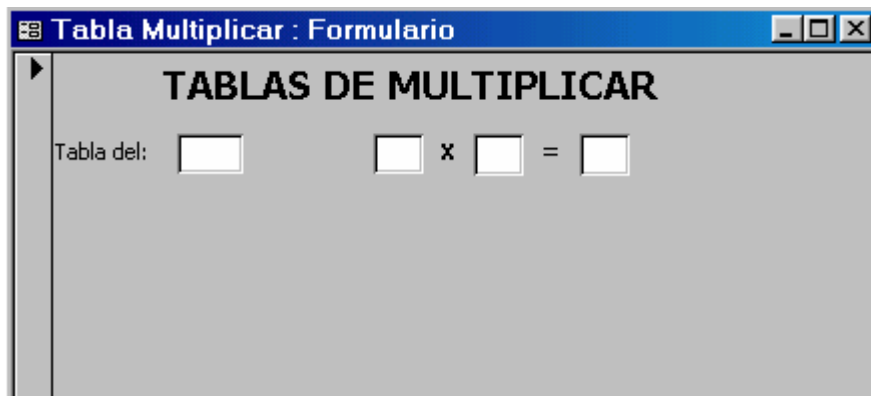 Tabla Multiplicar : Formulario
TABLAS DE MULTIPLICAR
Tabla del: x =